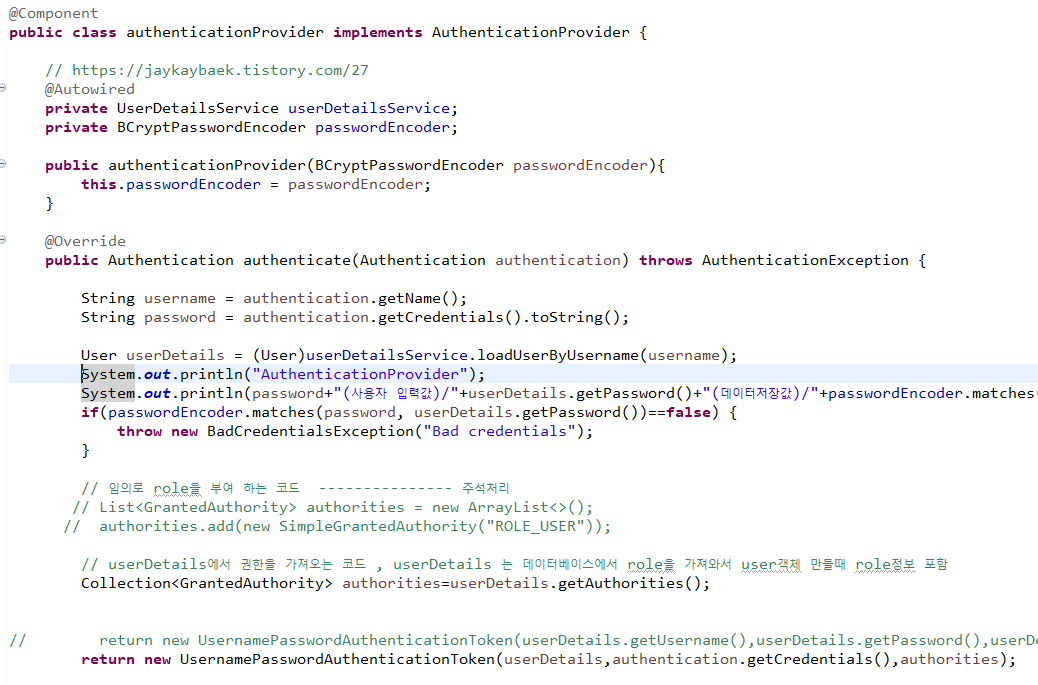 @Component
public class authenticationProvider implements AuthenticationProvider {
// https://jaykaybaek.tistory.com/27
@Autowired
private UserDetailsService userDetailsService;
private BCryptPasswordEncoder passwordEncoder;
public authenticationProvider(BCryptPasswordEncoder passwordEncoder){
this.passwordEncoder = passwordEncoder;
}
@Override
public Authentication authenticate(Authentication authentication) throws AuthenticationException {
String username = authentication.getName();
String password = authentication.getCredentials().toString();
User userDetails = (User)userDetailsService.loadUserByUsername(username);
System.out.println("AuthenticationProvider");
System.out.println(password+"(사용자 입력값)/"+userDetails.getPassword()+"(데이터저장값)/"+passwordEncoder.matches(
if(passwordEncoder.matches(password, userDetails.getPassword())==false) {
throw new BadCredentialsException("Bad credentials");
}
// 임의로 role을 부여 하는 코드 --------------- 주석처리
// List<GrantedAuthority> authorities = new ArrayList<>();
// authorities.add(new SimpleGrantedAuthority("ROLE_USER"));
// userDetails에서 권한을 가져오는 코드 , userDetails 는 데이터베이스에서 role을 가져와서 user객체 만들때 role정보 포함
Collection<GrantedAuthority> authorities=userDetails.getAuthorities();
// return new UsernamePasswordAuthenticationToken(userDetails.getUsername(),userDetails.getPassword(),userDe
return new UsernamePasswordAuthenticationToken(userDetails,authentication.getCredentials(),authorities);